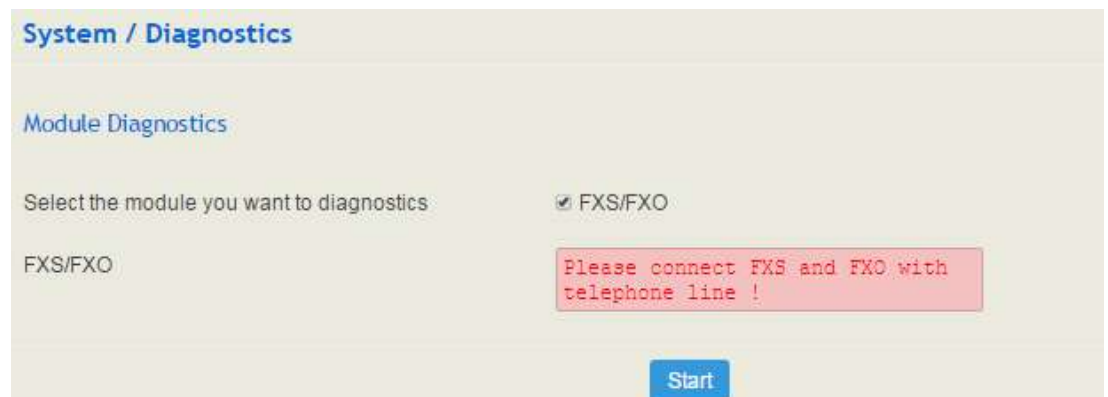 System / Diagnostics
Module Diagnostics
Select the module you want to diagnostics
FXS/FXO
FXS/FXO
Please connect FXS and FXO with
telephone line !
Start